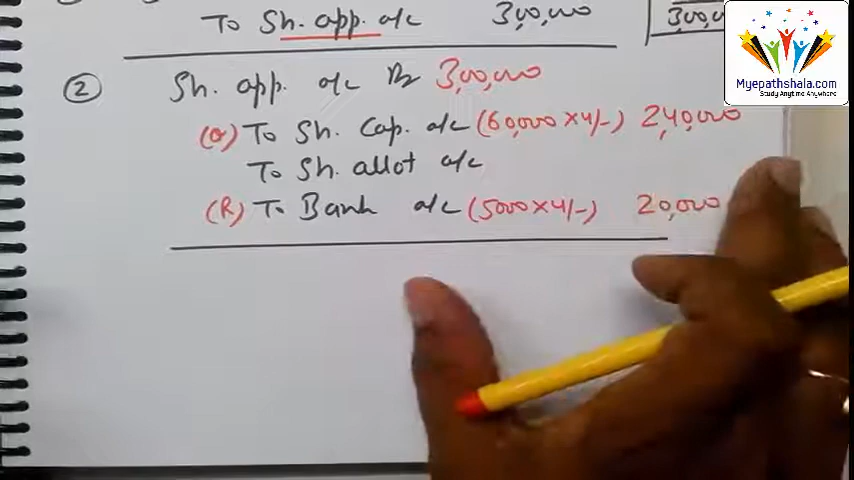 To Sh. app. a/c 3,00,000 3,00,0
② Sh. app. a/c Dr 3,00,000
(O) To Sh. Cap. a/c (60,000×4/-) 2,40,000
To Sh. allot a/c
(R) To Bank a/c (5000×4/-) 20,000
Myepathshala.com
Study Anytime Anywhere